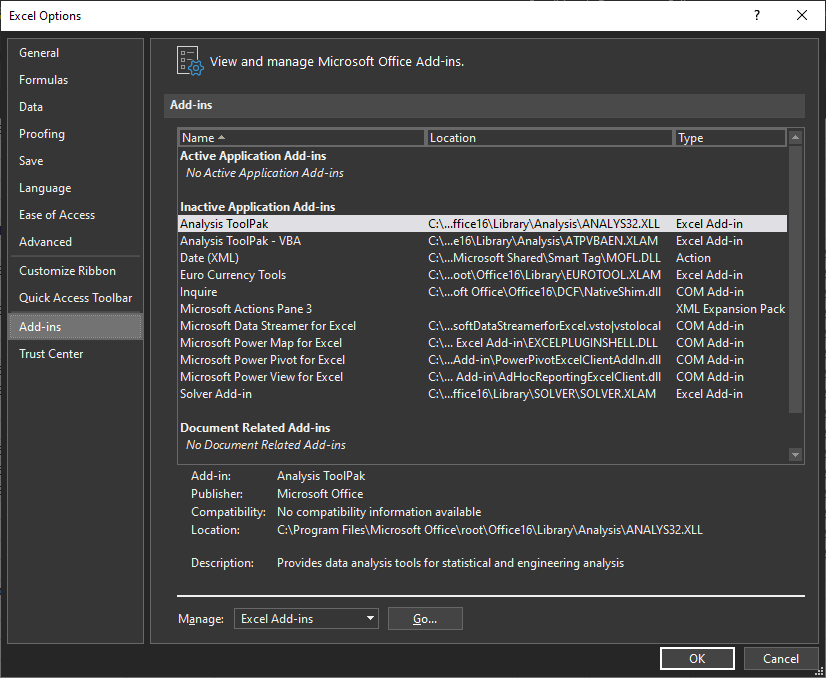 Excel Options
?
General
Formulas
Data
Proofing
Save
Language
Ease of Access
Advanced
Customize Ribbon
Quick Access Toolbar
Add-ins
Trust Center
View and manage Microsoft Office Add-ins.
Add-ins
Name Location Type
Active Application Add-ins
No Active Application Add-ins
Inactive Application Add-ins
Analysis ToolPak C:\...ffice16\Library\Analysis\ANALYS32.XLL Excel Add-in
Analysis ToolPak - VBA C:\...e16\Library\Analysis\ATPVBAEN.XLAM Excel Add-in
Date (XML) C:\...Microsoft Shared\Smart Tag\MOFL.DLL Action
Euro Currency Tools C:\...oot\Office16\Library\EUROTOOL.XLAM Excel Add-in
Inquire C:\...oft Office\Office16\DCF\NativeShim.dll COM Add-in
Microsoft Actions Pane 3 XML Expansion Pack
Microsoft Data Streamer for Excel C:\...softDataStreamerforExcel.vsto|vstolocal COM Add-in
Microsoft Power Map for Excel C:\... Excel Add-in\EXCELPLUGINSHELL.DLL COM Add-in
Microsoft Power Pivot for Excel C:\...Add-in\PowerPivotExcelClientAddIn.dll COM Add-in
Microsoft Power View for Excel C:\... Add-in\AdHocReportingExcelClient.dll COM Add-in
Solver Add-in C:\...ffice16\Library\SOLVER\SOLVER.XLAM Excel Add-in
Document Related Add-ins
No Document Related Add-ins
Add-in: Analysis ToolPak
Publisher: Microsoft Office
Compatibility: No compatibility information available
Location: C:\Program Files\Microsoft Office\root\Office16\Library\Analysis\ANALYS32.XLL
Description: Provides data analysis tools for statistical and engineering analysis
Manage: Excel Add-ins Go...
OK Cancel